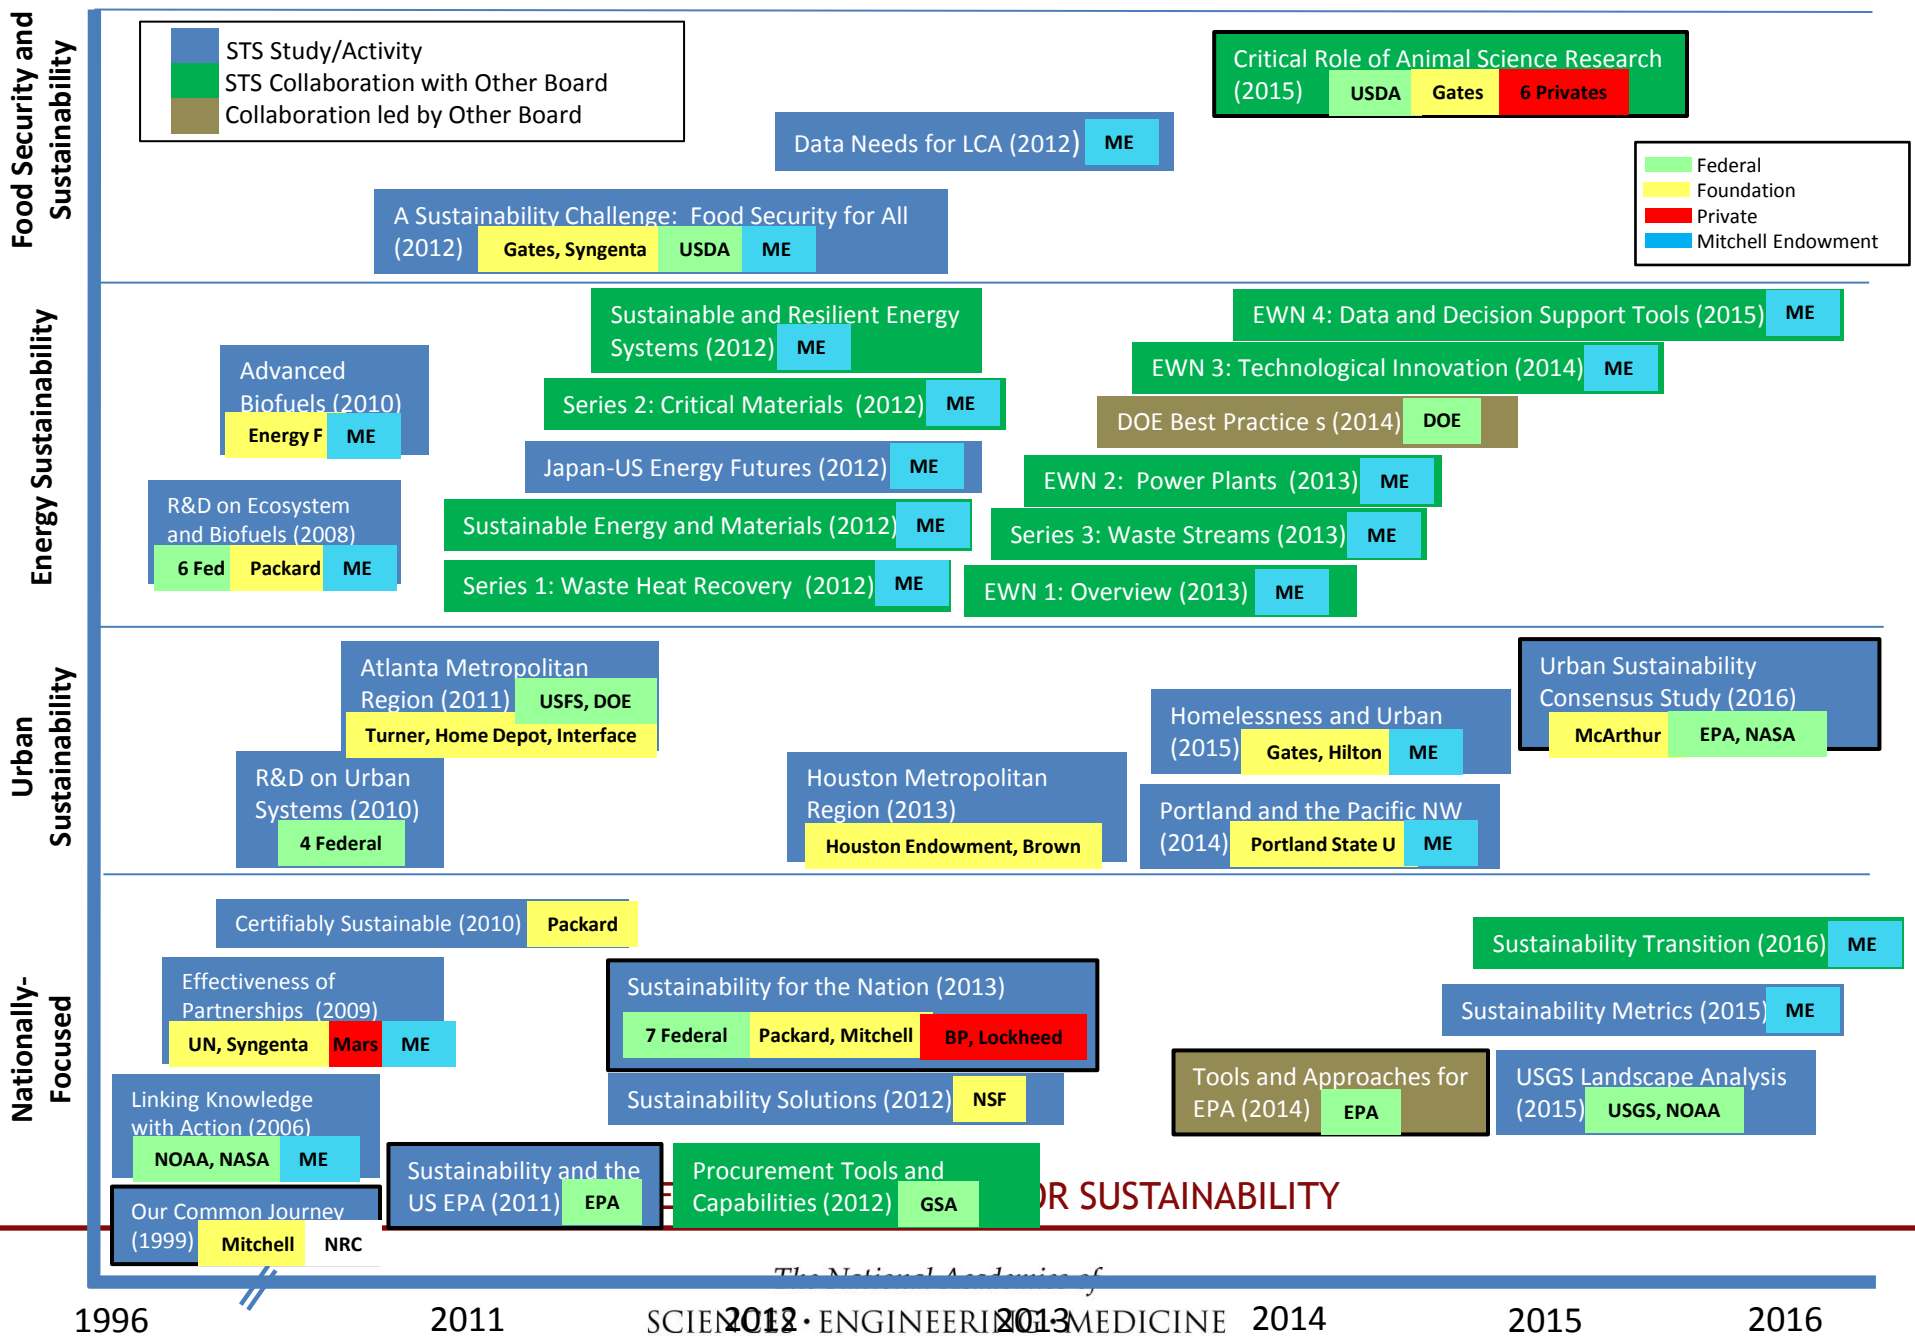 Food Security and
Sustainability
STS Study/Activity
STS Collaboration with Other Board
Collaboration led by Other Board
Critical Role of Animal Science Research
(2015) USDA Gates 6 Privates
Data Needs for LCA (2012) ME
Federal
Foundation
Private
Mitchell Endowment
A Sustainability Challenge: Food Security for All
(2012) Gates, Syngenta USDA ME
Energy Sustainability
Advanced
Biofuels (2010)
Energy F ME
R&D on Ecosystem
and Biofuels (2008)
6 Fed Packard ME
Sustainable and Resilient Energy
Systems (2012) ME
Series 2: Critical Materials (2012) ME
Japan-US Energy Futures (2012) ME
Sustainable Energy and Materials (2012) ME
Series 1: Waste Heat Recovery (2012) ME
EWN 4: Data and Decision Support Tools (2015) ME
EWN 3: Technological Innovation (2014) ME
DOE Best Practice s (2014) DOE
EWN 2: Power Plants (2013) ME
Series 3: Waste Streams (2013) ME
EWN 1: Overview (2013) ME
Urban
Sustainability
Atlanta Metropolitan
Region (2011) USFS, DOE
Turner, Home Depot, Interface
R&D on Urban
Systems (2010)
4 Federal
Houston Metropolitan
Region (2013)
Houston Endowment, Brown
Homelessness and Urban
(2015) Gates, Hilton ME
Portland and the Pacific NW
(2014) Portland State U ME
Urban Sustainability
Consensus Study (2016)
McArthur EPA, NASA
Nationally-
Focused
Certifiably Sustainable (2010) Packard
Effectiveness of
Partnerships (2009)
UN, Syngenta Mars ME
Linking Knowledge
with Action (2006)
NOAA, NASA ME
Our Common Journey
(1999) Mitchell NRC
Sustainability for the Nation (2013)
7 Federal Packard, Mitchell BP, Lockheed
Sustainability Solutions (2012) NSF
Sustainability and the
US EPA (2011) EPA
Procurement Tools and
Capabilities (2012) GSA
Sustainability Transition (2016) ME
Sustainability Metrics (2015) ME
Tools and Approaches for
EPA (2014) EPA
USGS Landscape Analysis
(2015) USGS, NOAA
OR SUSTAINABILITY
The National Academies of
SCIENCES · ENGINEERING · MEDICINE
1996 2011 2012 2013 2014 2015 2016